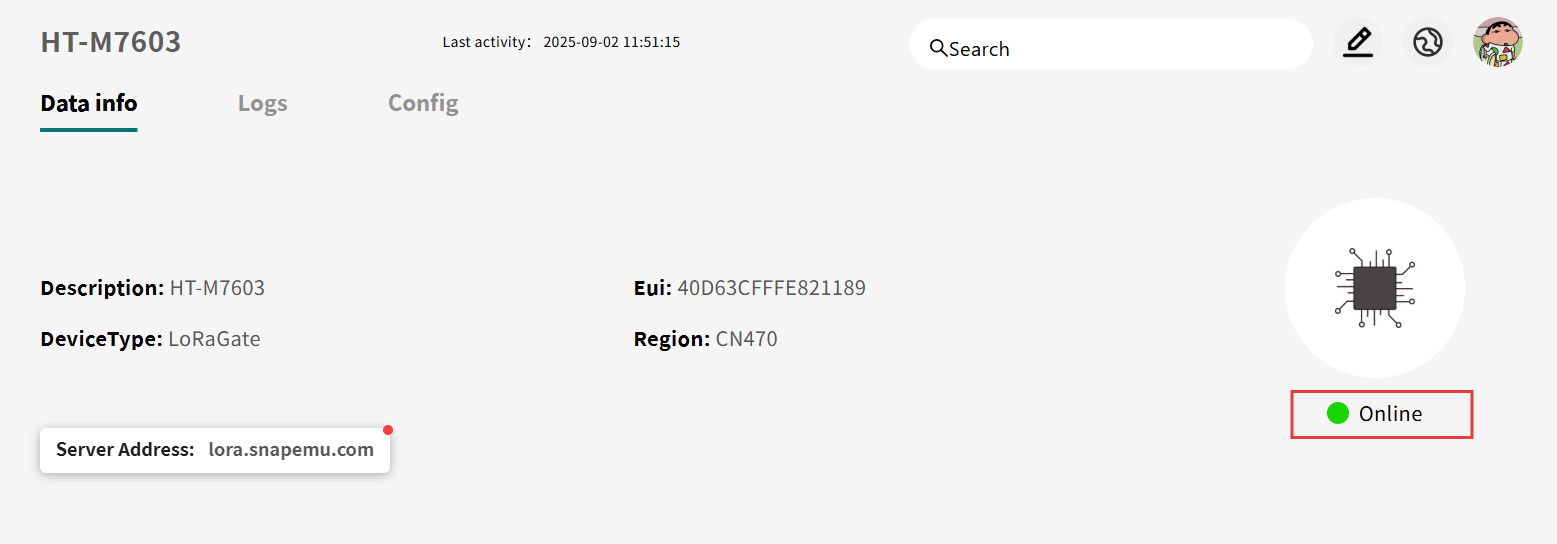 HT-M7603
Last activity： 2025-09-02 11:51:15
Search
Data info
Logs
Config
Description: HT-M7603
Eui: 40D63CFFFE821189
DeviceType: LoRaGate
Region: CN470
Online
Server Address: lora.snapemu.com